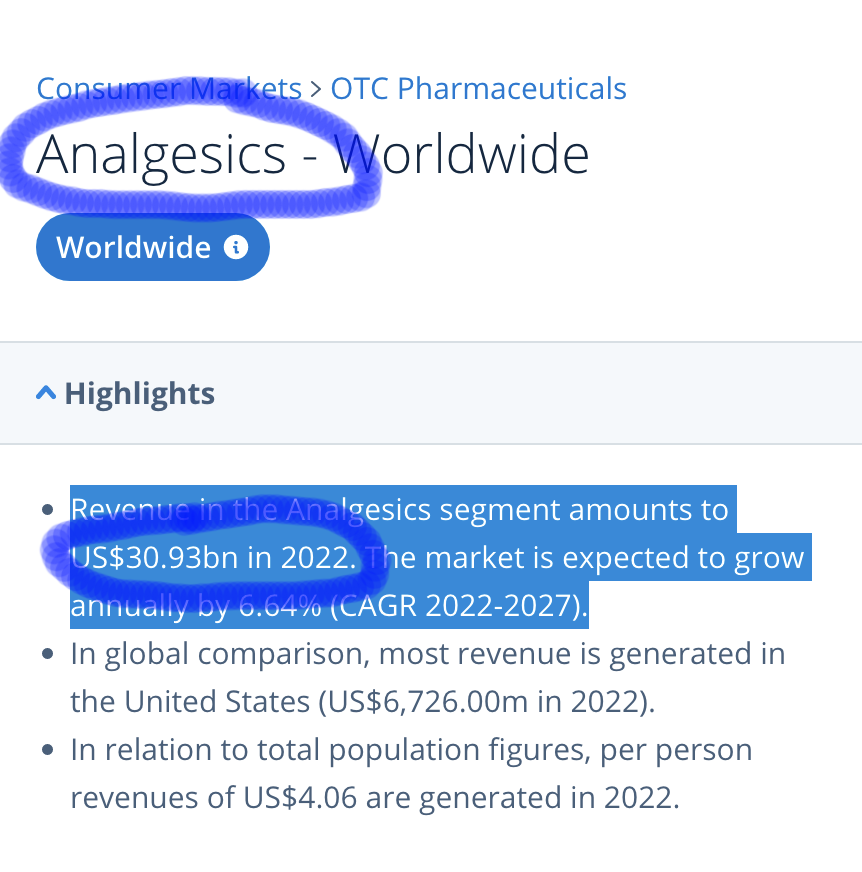 Consumer Markets > OTC Pharmaceuticals
Analgesics - Worldwide
Worldwide
Highlights
Revenue in the Analgesics segment amounts to
US$30.93bn in 2022. The market is expected to grow
annually by 6.64% (CAGR 2022-2027).
In global comparison, most revenue is generated in
the United States (US$6,726.00m in 2022).
In relation to total population figures, per person
revenues of US$4.06 are generated in 2022.